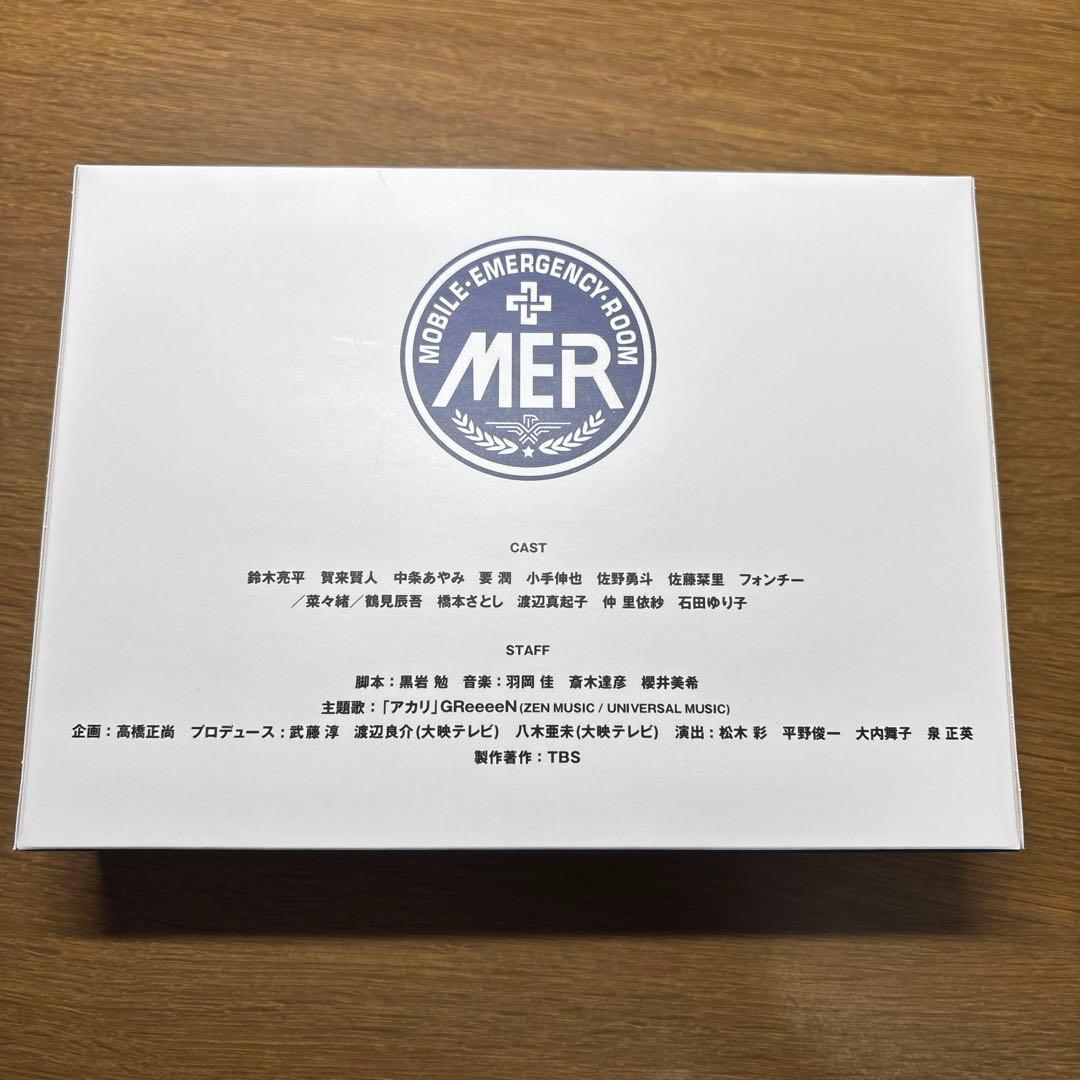 MOBILE・EMERGENCY・ROOM
MER
CAST
鈴木亮平　賀来賢人　中条あやみ　要 潤　小手伸也　佐野勇斗　佐藤栞里　フォンチー
／菜々緒／鶴見辰吾　橋本さとし　渡辺真起子　仲 里依紗　石田ゆり子
STAFF
脚本：黒岩 勉　音楽：羽岡 佳　斎木達彦　櫻井美希
主題歌：「アカリ」GReeeeN(ZEN MUSIC / UNIVERSAL MUSIC)
企画：高橋正尚　プロデュース：武藤 淳　渡辺良介(大映テレビ)　八木亜未(大映テレビ)　演出：松木 彩　平野俊一　大内舞子　泉 正英
製作著作：TBS